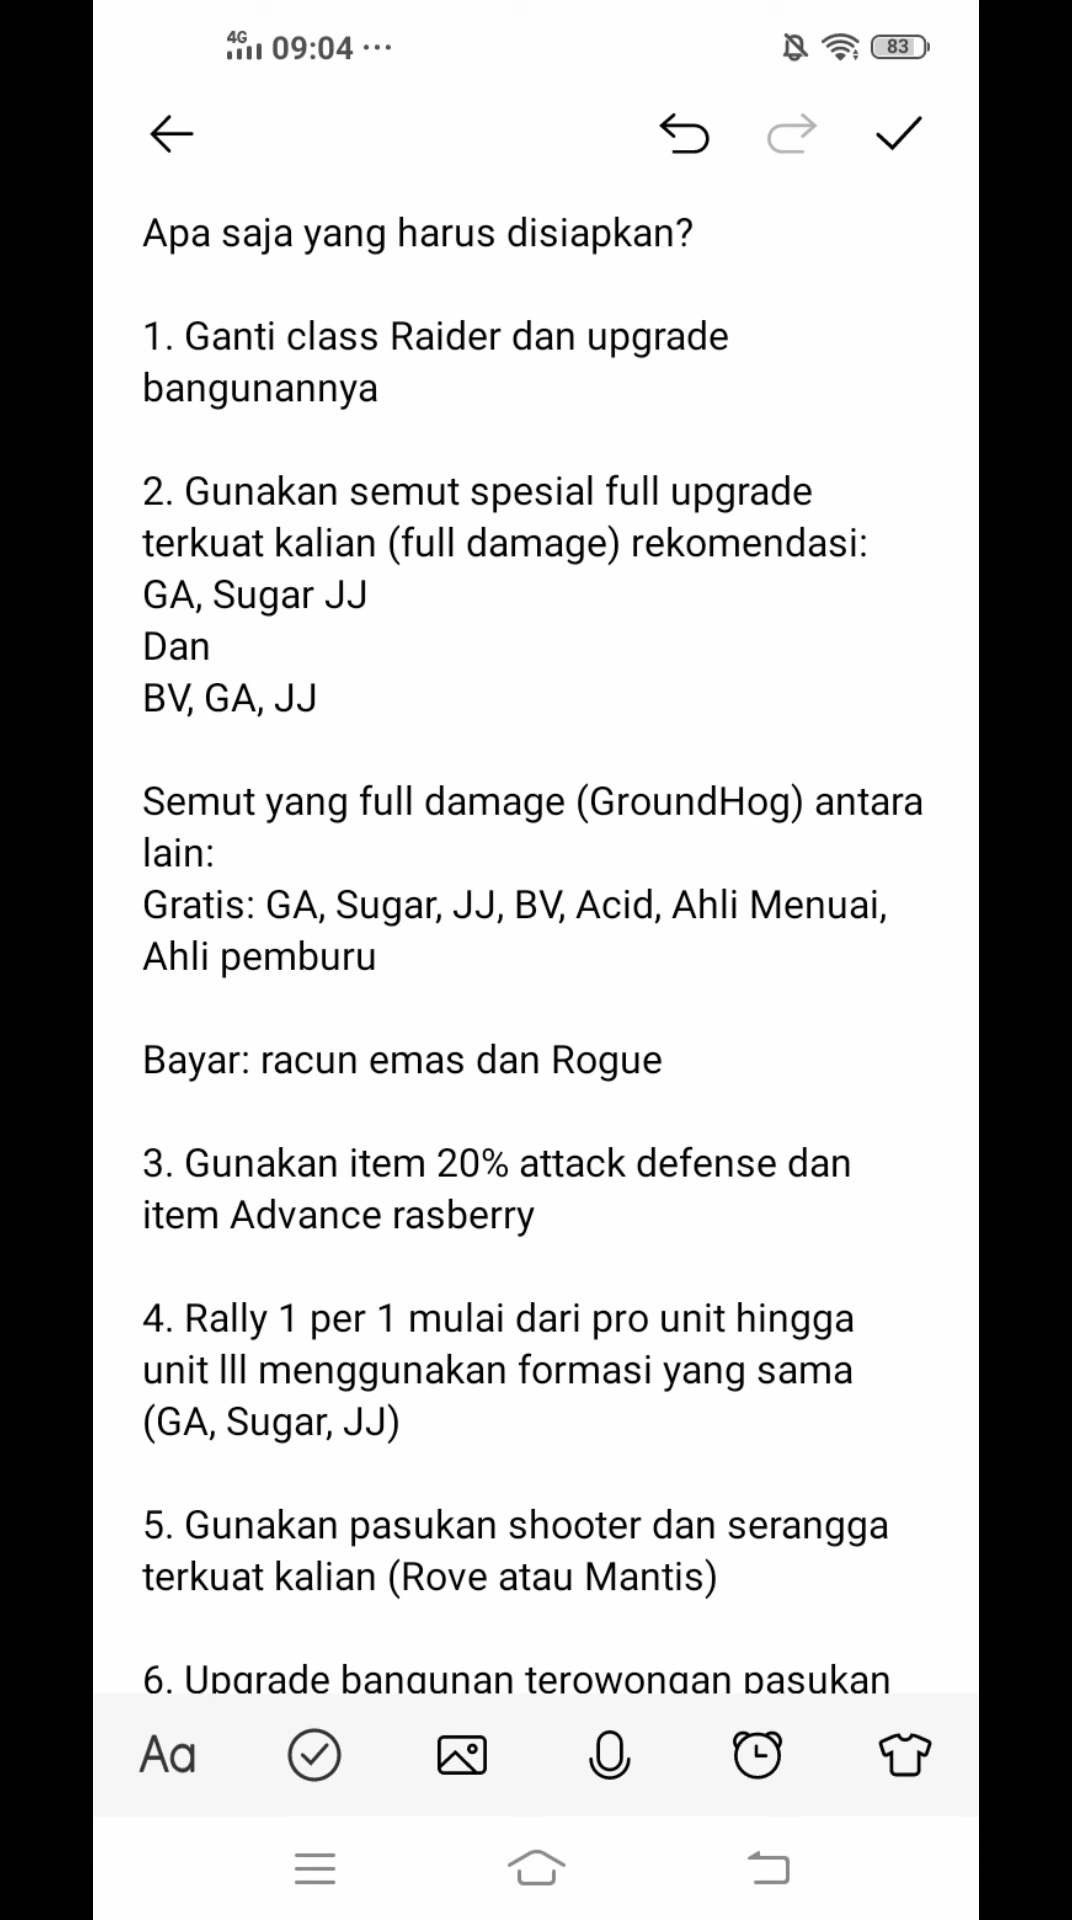 4G 09:04 ...
83
Apa saja yang harus disiapkan?
1. Ganti class Raider dan upgrade
bangunannya
2. Gunakan semut spesial full upgrade
terkuat kalian (full damage) rekomendasi:
GA, Sugar JJ
Dan
BV, GA, JJ
Semut yang full damage (GroundHog) antara
lain:
Gratis: GA, Sugar, JJ, BV, Acid, Ahli Menuai,
Ahli pemburu
Bayar: racun emas dan Rogue
3. Gunakan item 20% attack defense dan
item Advance rasberry
4. Rally 1 per 1 mulai dari pro unit hingga
unit lll menggunakan formasi yang sama
(GA, Sugar, JJ)
5. Gunakan pasukan shooter dan serangga
terkuat kalian (Rove atau Mantis)
6. Upgrade bangunan terowongan pasukan
Aa